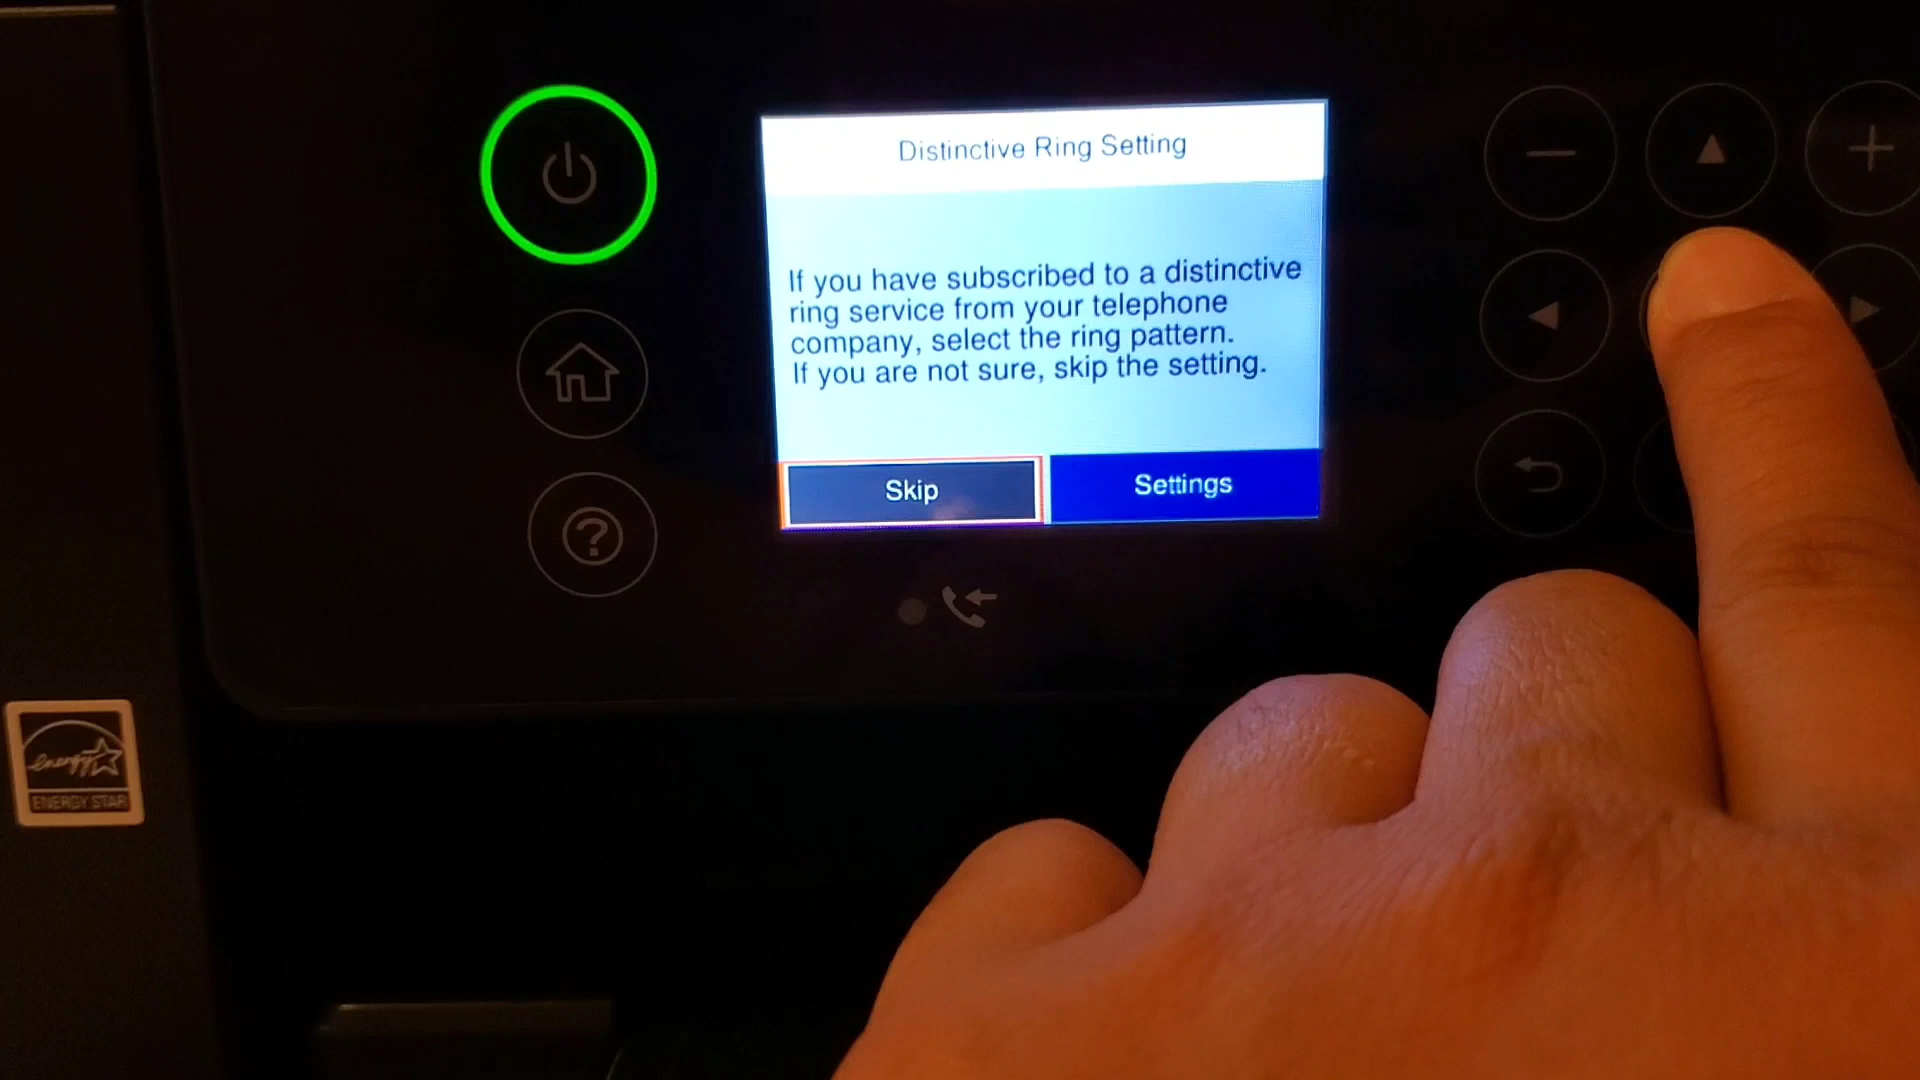 Distinctive Ring Setting
If you have subscribed to a distinctive
ring service from your telephone
company, select the ring pattern.
If you are not sure, skip the setting.
Skip
Settings
energy
ENERGY STAR